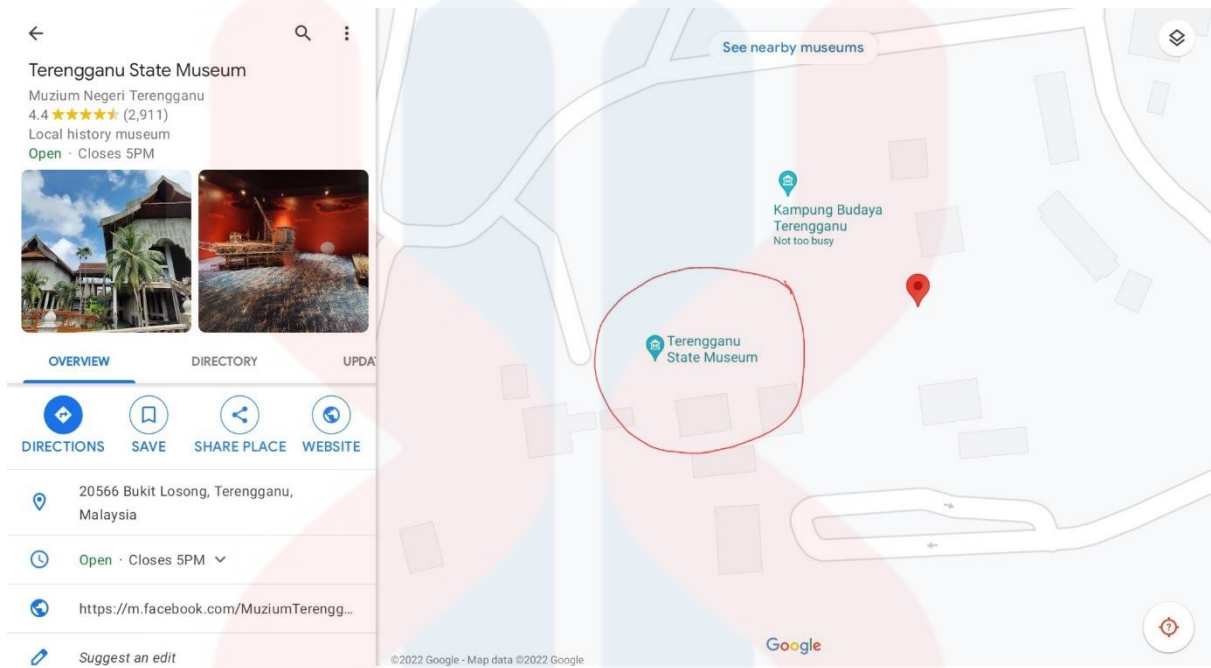 Terengganu State Museum
Muzium Negeri Terengganu
4.4 ★★★★★ (2,911)
Local history museum
Open · Closes 5PM
OVERVIEW DIRECTORY UPDA
DIRECTIONS SAVE SHARE PLACE WEBSITE
20566 Bukit Losong, Terengganu,
Malaysia
Open · Closes 5PM
https://m.facebook.com/MuziumTerengg...
Suggest an edit
See nearby museums
Kampung Budaya
Terengganu
Not too busy
Terengganu
State Museum
Google
©2022 Google - Map data ©2022 Google